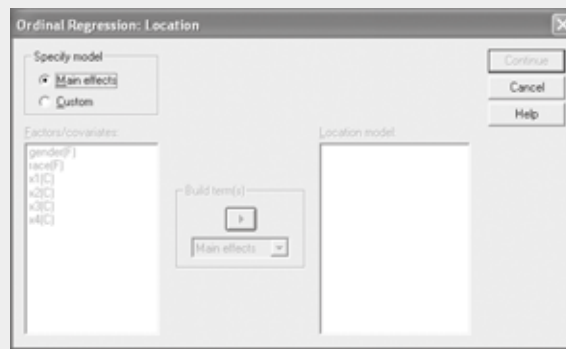 Ordinal Regression: Location
Specify model
Main effects
Custom
Continue
Cancel
Help
Factors/covariates:
gender(F)
race(F)
x1(C)
x2(C)
x3(C)
x4(C)
Build term(s)
Main effects
Location model: